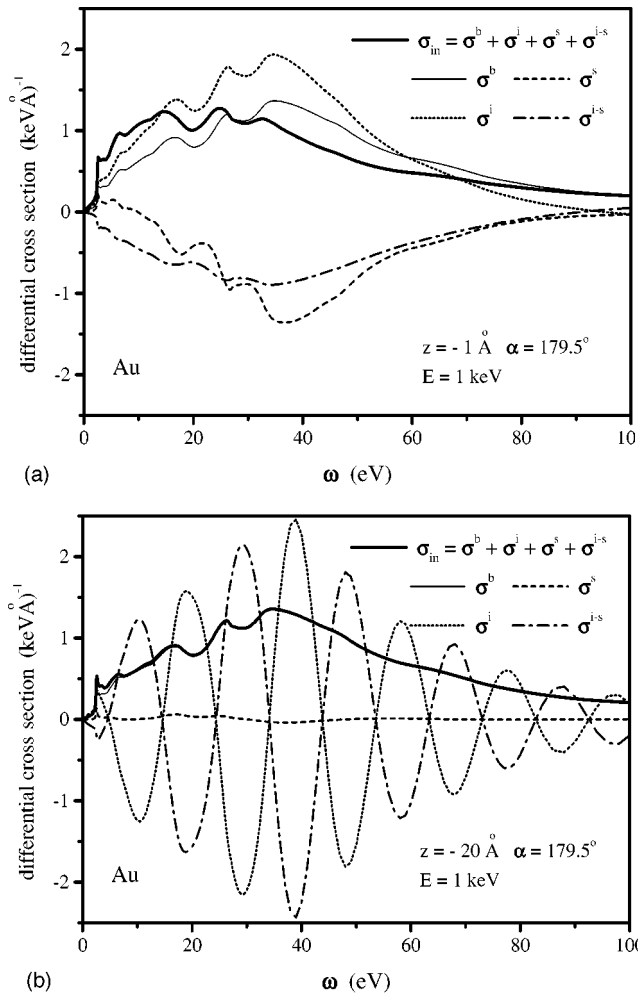 2
1
0
-1
-2
differential cross section (keVÅ)⁻¹
σin = σᵇ + σⁱ + σˢ + σⁱ⁻ˢ
σᵇ σˢ
σⁱ σⁱ⁻ˢ
Au
z = - 1 Å α = 179.5°
E = 1 keV
0 20 40 60 80 100
(a) ω (eV)
2
1
0
-1
-2
differential cross section (keVÅ)⁻¹
σin = σᵇ + σⁱ + σˢ + σⁱ⁻ˢ
σᵇ σˢ
σⁱ σⁱ⁻ˢ
Au
z = - 20 Å α = 179.5°
E = 1 keV
0 20 40 60 80 100
(b) ω (eV)